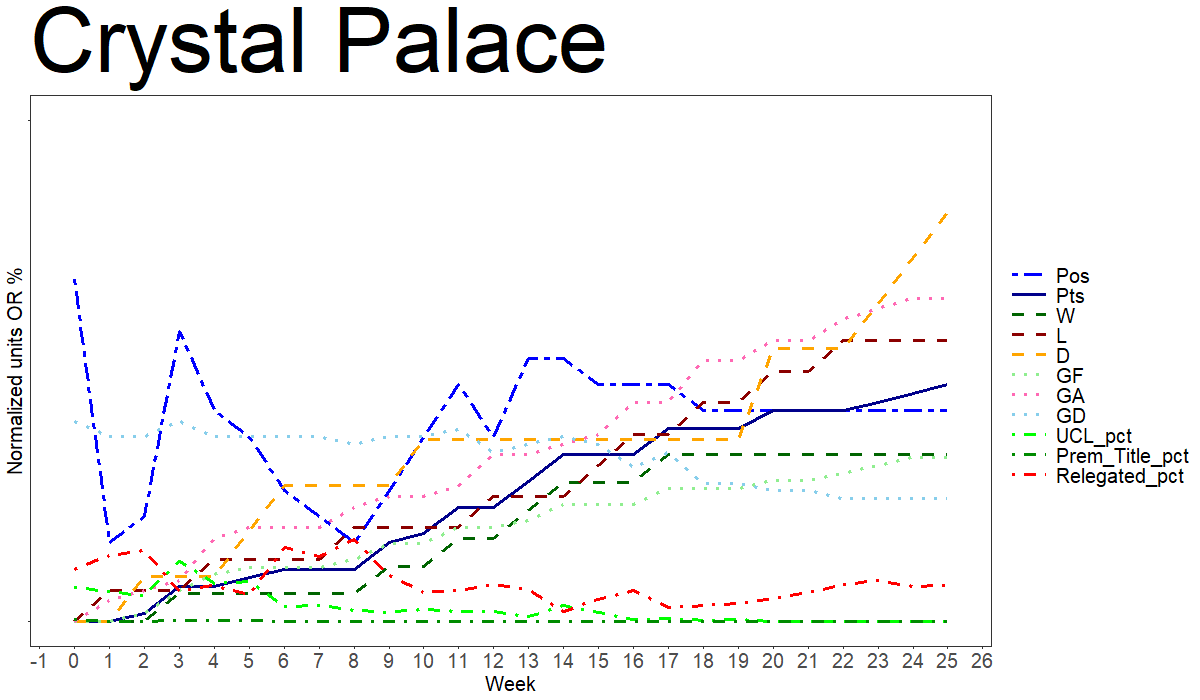 Crystal Palace
Normalized units OR %
-1 0 1 2 3 4 5 6 7 8 9 10 11 12 13 14 15 16 17 18 19 20 21 22 23 24 25 26
Week
Pos
Pts
W
L
D
GF
GA
GD
UCL_pct
Prem_Title_pct
Relegated_pct